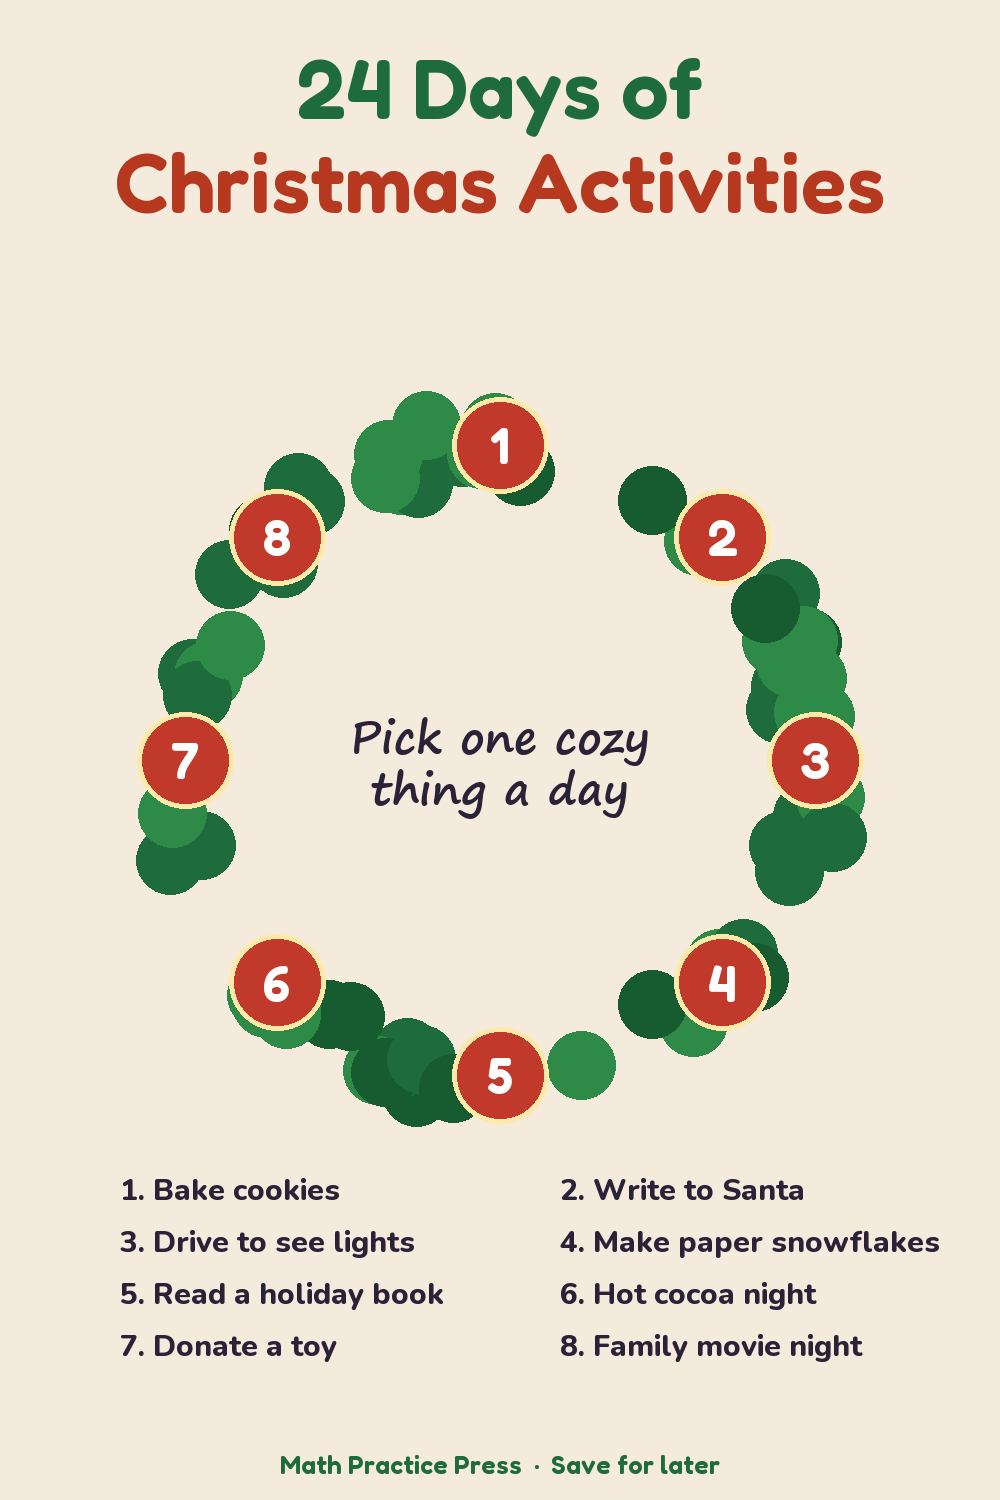 24 Days of
Christmas Activities
1
2
8
Pick one cozy
thing a day
7
3
6
4
5
1. Bake cookies
2. Write to Santa
3. Drive to see lights
4. Make paper snowflakes
5. Read a holiday book
6. Hot cocoa night
7. Donate a toy
8. Family movie night
Math Practice Press · Save for later